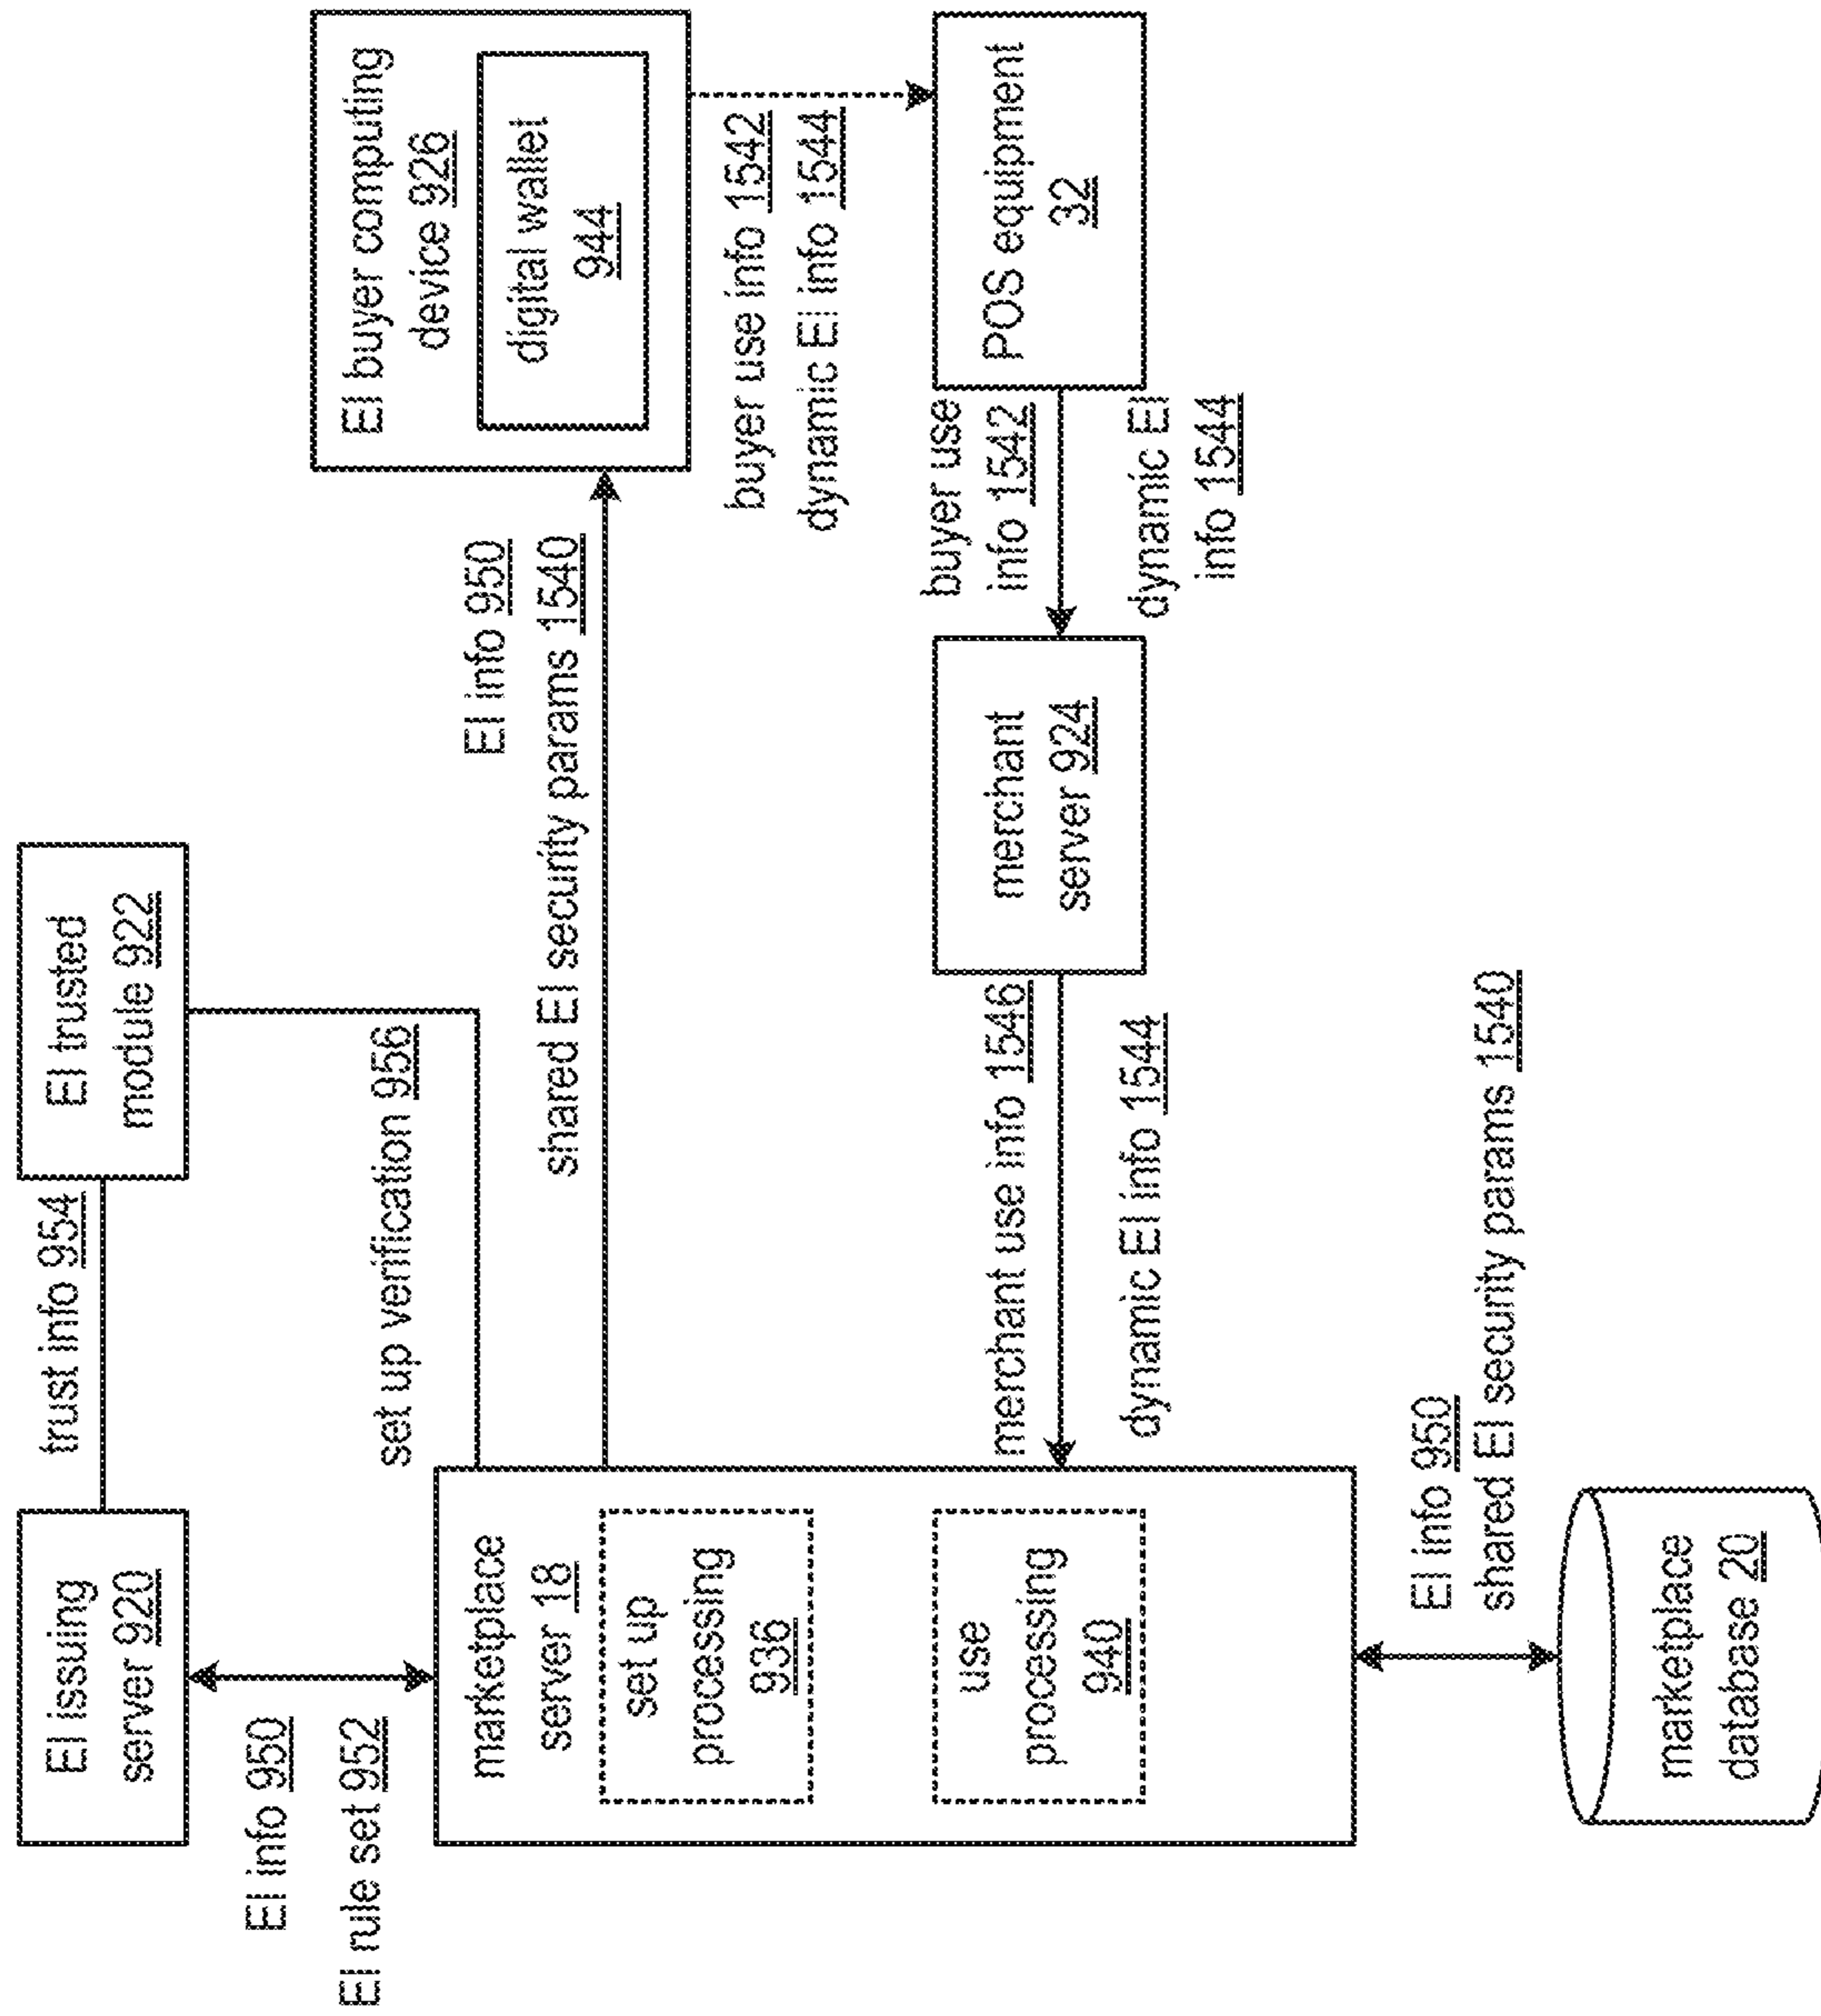 EI issuing
server 920
trust info 954
EI trusted
module 922
EI info 950
EI rule set 952
set up verification 956
marketplace
server 18
set up
processing
936
use
processing
940
EI info 950
shared EI security params 1540
EI buyer computing
device 926
digital wallet
944
buyer use info 1542
dynamic EI info 1544
POS equipment
32
buyer use
info 1542
dynamic EI
info 1544
merchant
server 924
merchant use info 1546
dynamic EI info 1544
EI info 950
shared EI security params 1540
marketplace
database 20